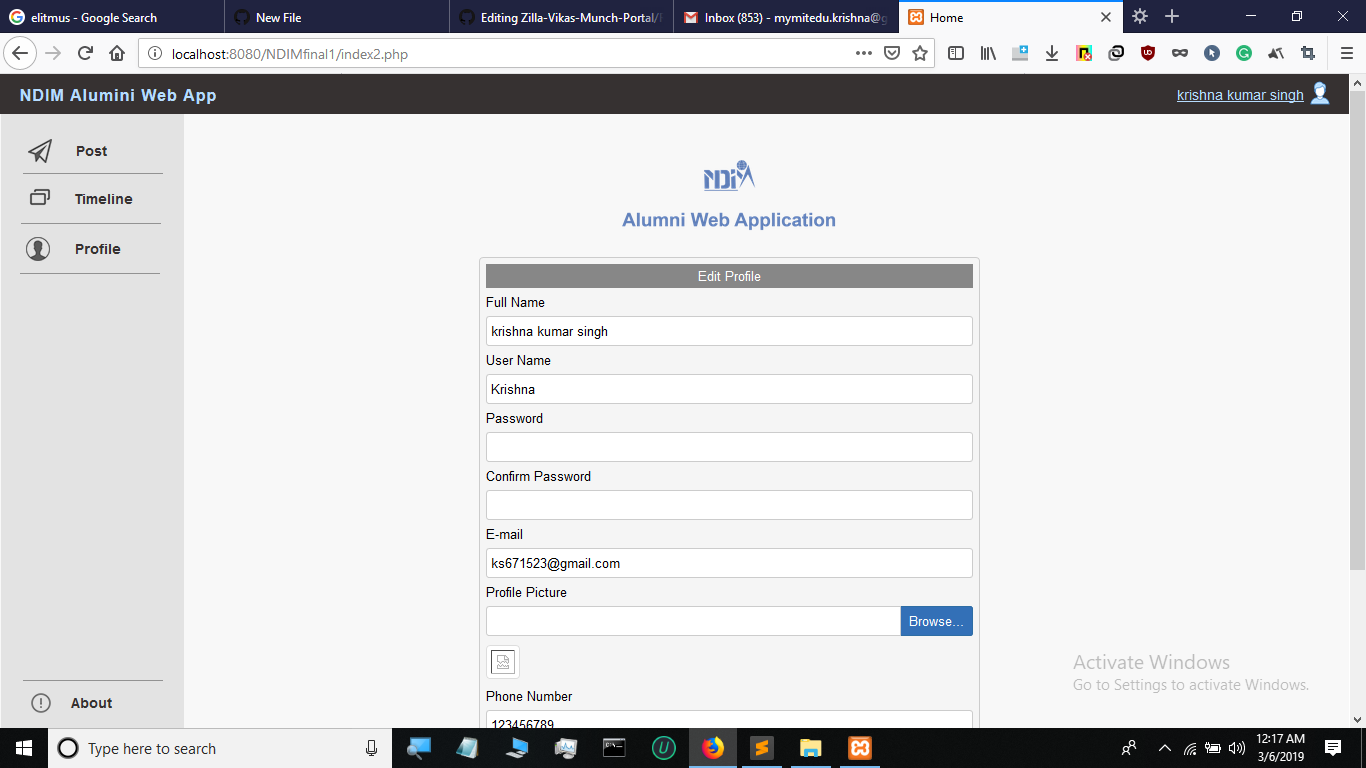 elitmus - Google Search
New File
Editing Zilla-Vikas-Munch-Portal/
Inbox (853) - mymitedu.krishna@g
Home
localhost:8080/NDIMfinal1/index2.php
NDIM Alumini Web App
krishna kumar singh
Post
Timeline
Profile
NDiM
Alumni Web Application
Edit Profile
Full Name
krishna kumar singh
User Name
Krishna
Password
Confirm Password
E-mail
ks671523@gmail.com
Profile Picture
Browse...
Phone Number
123456789
About
Activate Windows
Go to Settings to activate Windows.
Type here to search
12:17 AM
3/6/2019